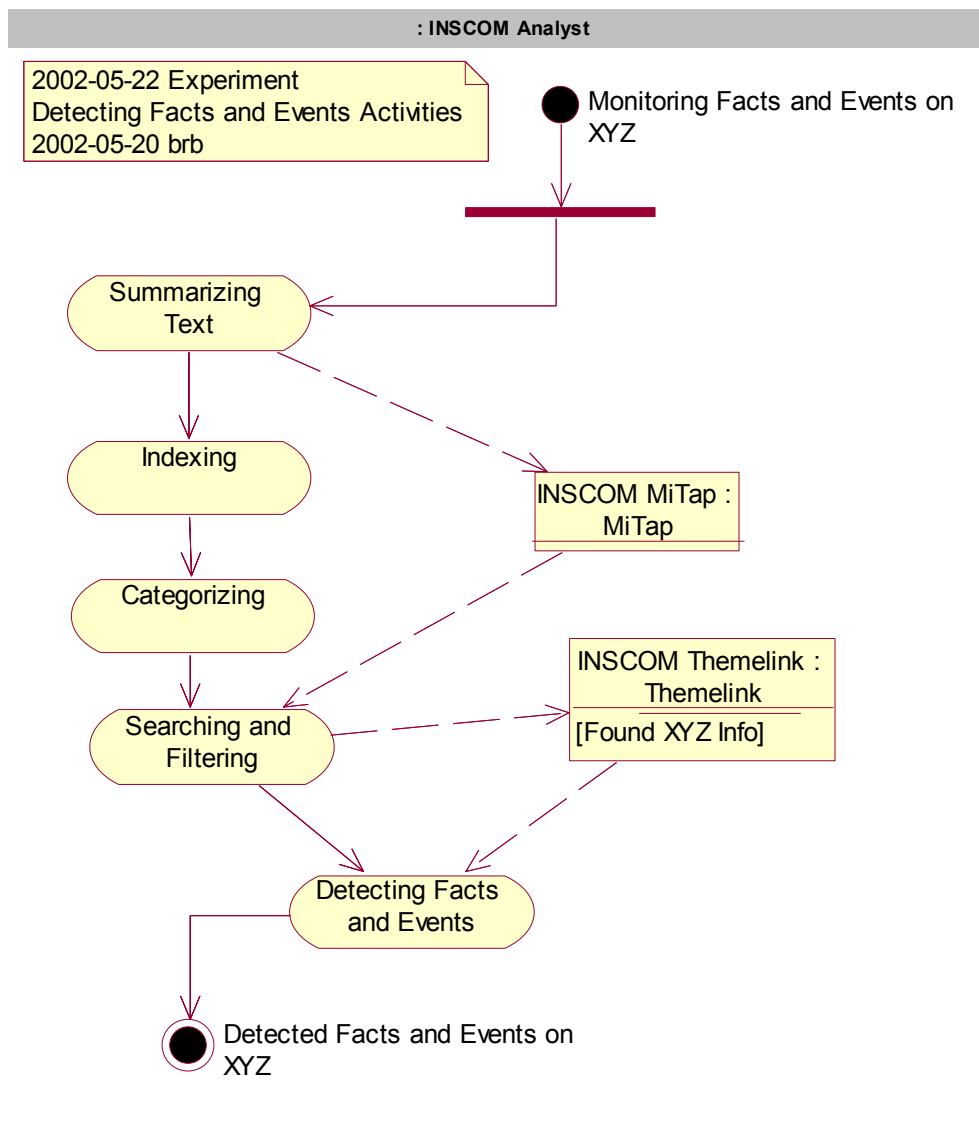 : INSCOM Analyst
2002-05-22 Experiment
Detecting Facts and Events Activities
2002-05-20 brb
Monitoring Facts and Events on
XYZ
Summarizing
Text
Indexing
INSCOM MiTap :
MiTap
Categorizing
INSCOM Themelink :
Themelink
[Found XYZ Info]
Searching and
Filtering
Detecting Facts
and Events
Detected Facts and Events on
XYZ